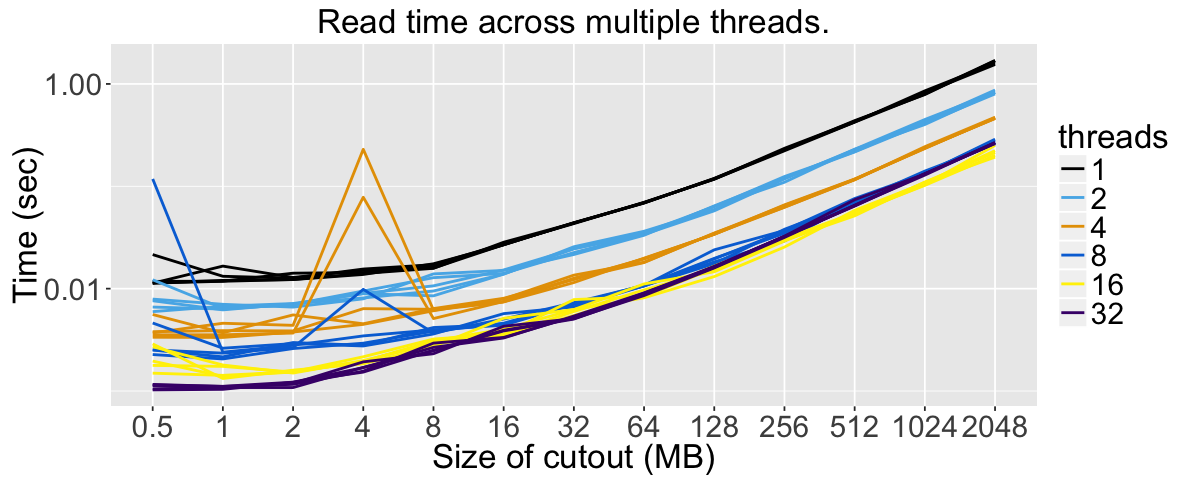 Read time across multiple threads.
Time (sec)
1.00
0.01
0.5 1 2 4 8 16 32 64 128 256 512 1024 2048
Size of cutout (MB)
threads
1
2
4
8
16
32